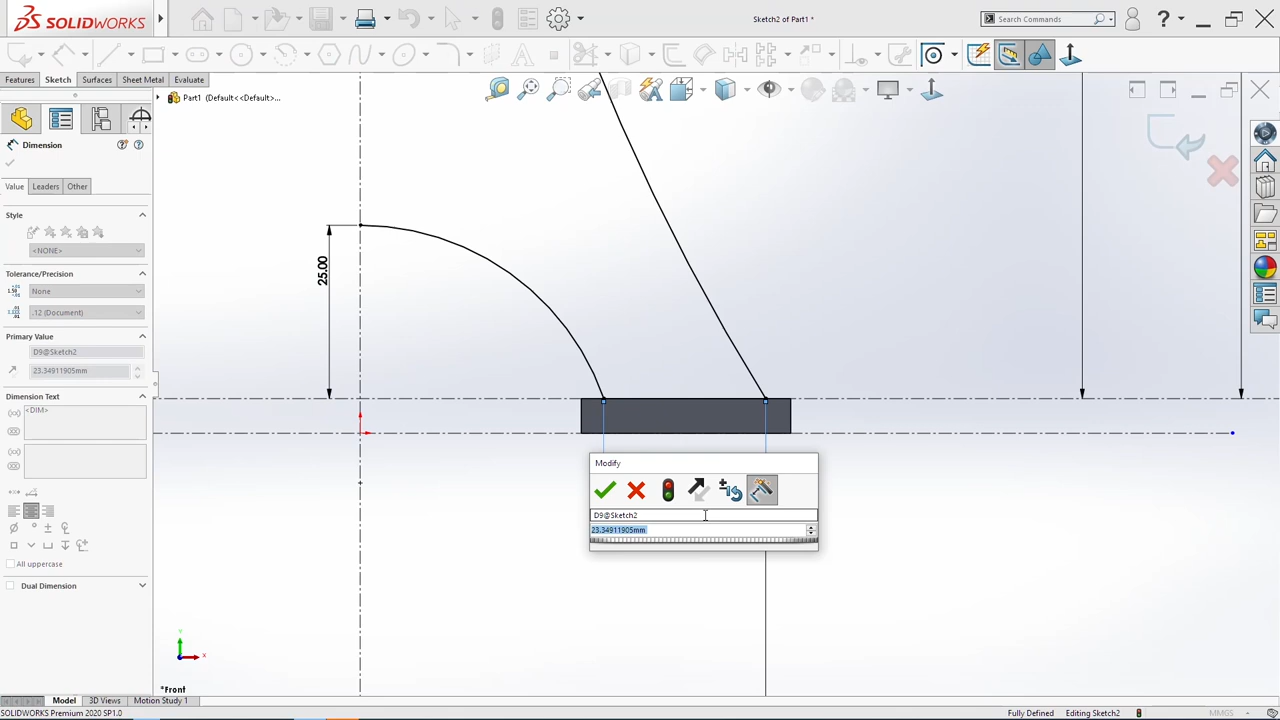 SOLIDWORKS
Sketch2 of Part1 *
Search Commands
?
Features
Sketch
Surfaces
Sheet Metal
Evaluate
Part1 (Default<<Default>...
Dimension
Value
Leaders
Other
Style
<NONE>
Tolerance/Precision
None
.12 (Document)
Primary Value
D9@Sketch2
23.34911905mm
Dimension Text
<DIM>
All uppercase
Dual Dimension
25.00
Modify
D9@Sketch2
23.34911905mm
Y
X
*Front
Model
3D Views
Motion Study 1
SOLIDWORKS Premium 2020 SP1.0
Fully Defined
Editing Sketch2
MMGS